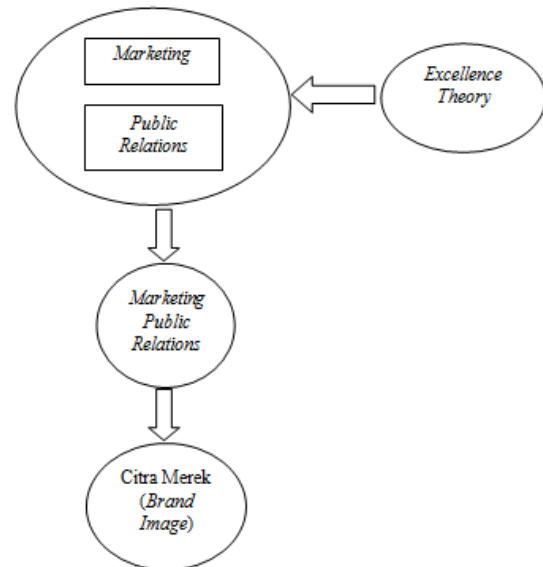 Marketing
Public
Relations
Excellence
Theory
Marketing
Public
Relations
Citra Merek
(Brand
Image)